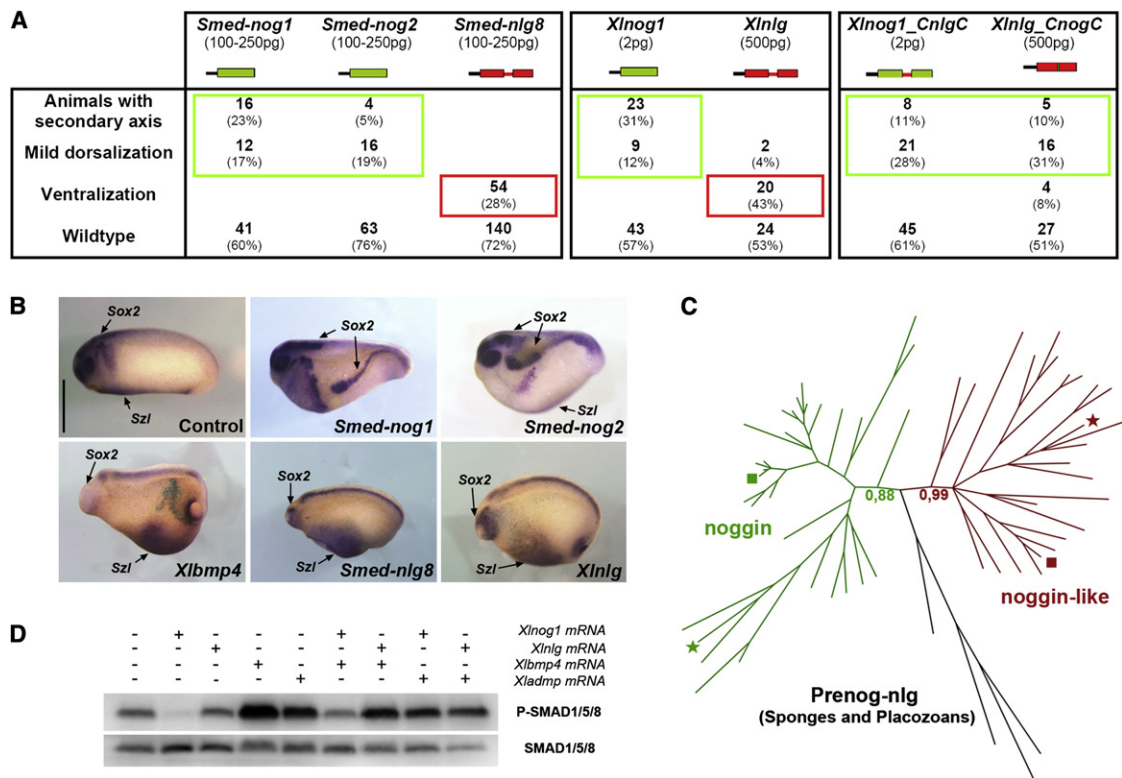 A
Smed-nog1 Smed-nog2 Smed-nlg8 Xlnog1 Xlnlg Xlnog1_CnlgC Xlnlg_CnogC
(100-250pg) (100-250pg) (100-250pg) (2pg) (500pg) (2pg) (500pg)
Animals with secondary axis 16 4 23 8 5
(23%) (5%) (31%) (11%) (10%)
Mild dorsalization 12 16 9 2 21 16
(17%) (19%) (12%) (4%) (28%) (31%)
Ventralization 54 20 4
(28%) (43%) (8%)
Wildtype 41 63 140 43 24 45 27
(60%) (76%) (72%) (57%) (53%) (61%) (51%)
B
Sox2
Szl
Control
Sox2
Smed-nog1
Sox2
Szl
Smed-nog2
Sox2
Szl
Xlbmp4
Sox2
Szl
Smed-nlg8
Sox2
Szl
Xlnlg
C
0,88 0,99
noggin
noggin-like
Prenog-nlg
(Sponges and Placozoans)
D
- + - - - + - + - Xlnog1 mRNA
- - + - - - + - + Xlnlg mRNA
- - - + - + + - - Xlbmp4 mRNA
- - - - + - - + + Xladmp mRNA
P-SMAD1/5/8
SMAD1/5/8